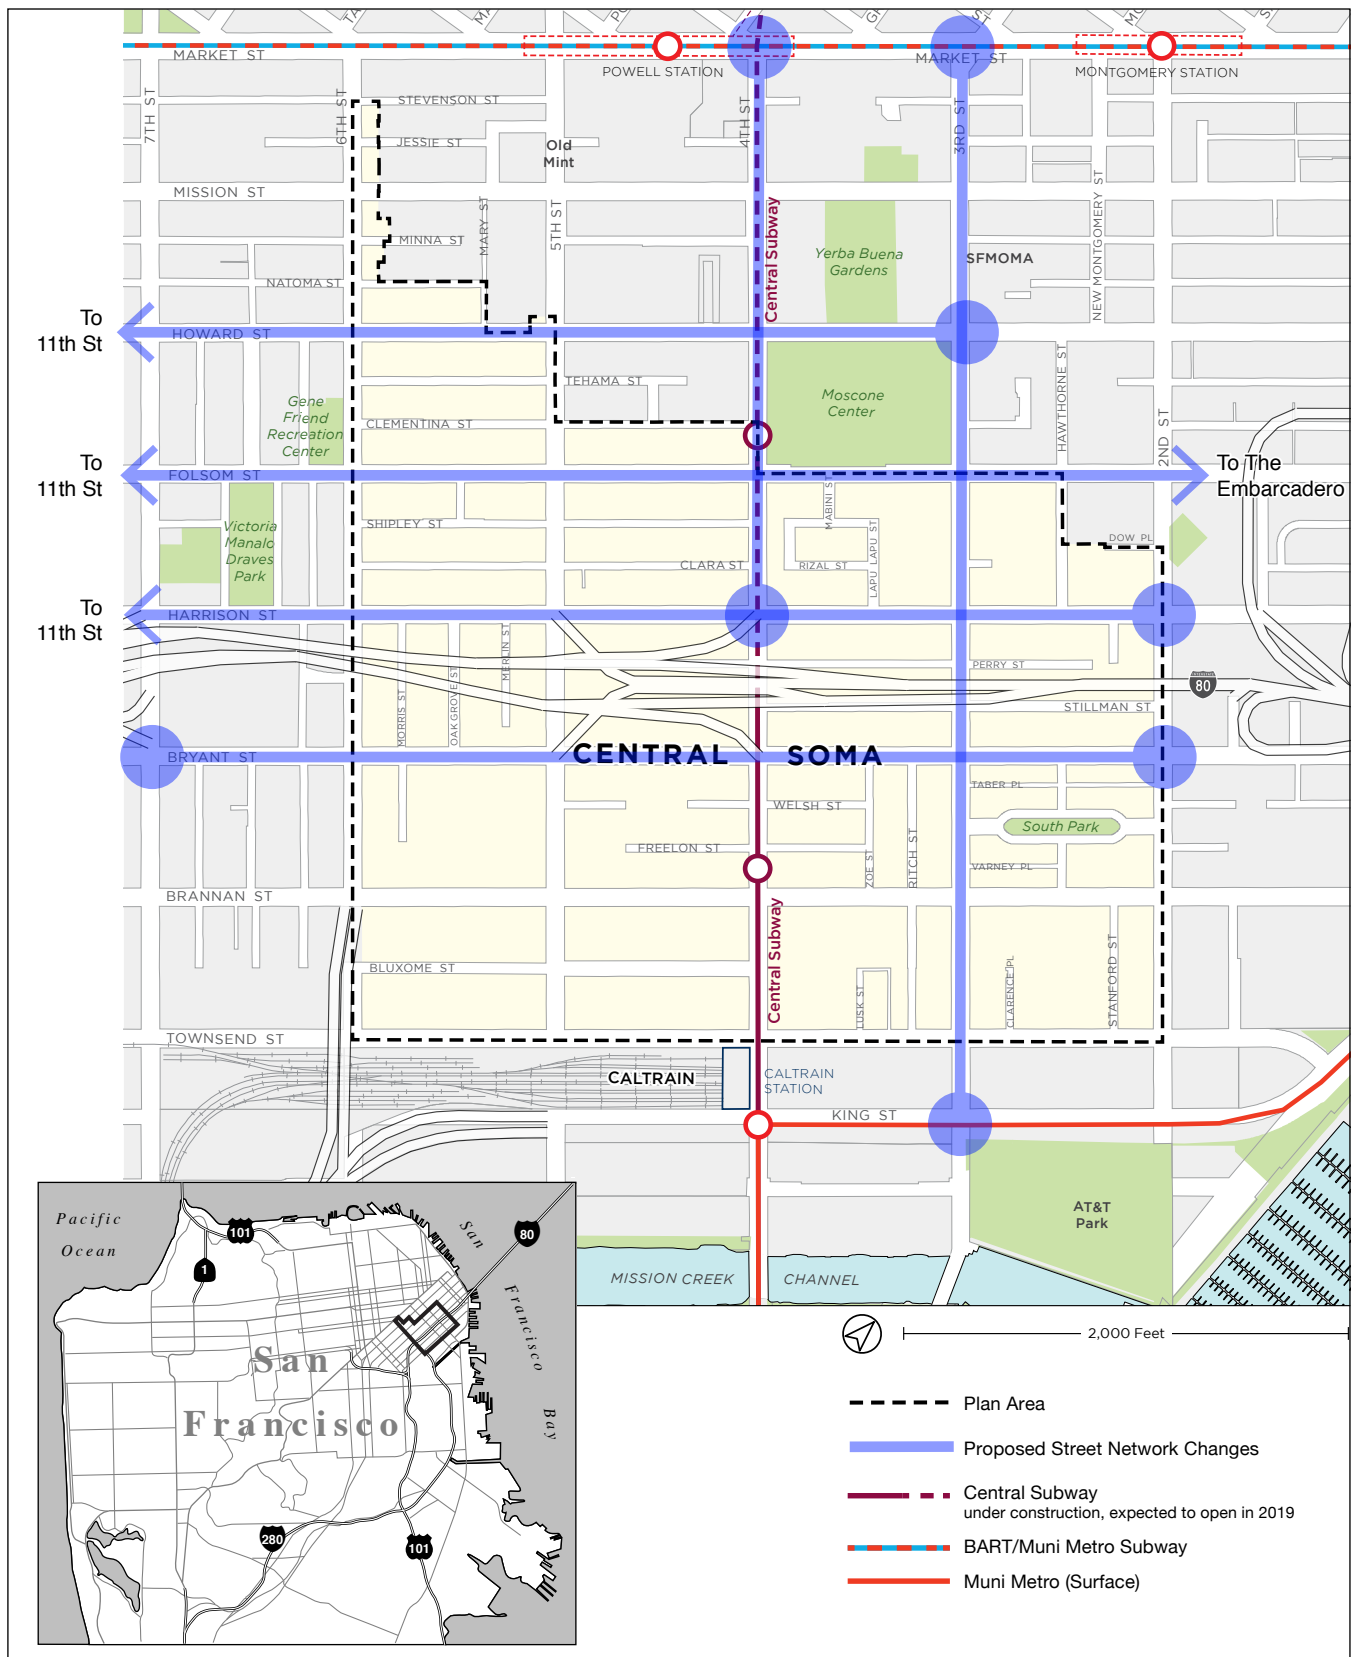 MARKET ST
POWELL STATION
MARKET ST
MONTGOMERY STATION
7TH ST
6TH ST
STEVENSON ST
JESSIE ST
Old
Mint
4TH ST
3RD ST
MISSION ST
MINNA ST
MARY ST
5TH ST
NATOMA ST
Central Subway
Yerba Buena
Gardens
SFMOMA
NEW MONTGOMERY ST
To
11th St
HOWARD ST
TEHAMA ST
Moscone
Center
HAWTHORNE ST
2ND ST
Gene
Friend
Recreation
Center
CLEMENTINA ST
To
11th St
FOLSOM ST
To The
Embarcadero
Victoria
Manalo
Draves
Park
SHIPLEY ST
CLARA ST
MABINI ST
RIZAL ST
LAPU LAPU ST
DOW PL
To
11th St
HARRISON ST
MORRIS ST
OAK GROVE ST
MERLIN ST
PERRY ST
80
STILLMAN ST
BRYANT ST
CENTRAL SOMA
TABER PL
WELSH ST
South Park
FREELON ST
ZOE ST
RITCH ST
VARNEY PL
BRANNAN ST
Central Subway
BLUXOME ST
LUSK ST
CLARENCE PL
STANFORD ST
TOWNSEND ST
CALTRAIN
CALTRAIN
STATION
KING ST
AT&T
Park
MISSION CREEK CHANNEL
Pacific
Ocean
101
1
80
San
Francisco
Bay
San
Francisco
280
101
2,000 Feet
Plan Area
Proposed Street Network Changes
Central Subway
under construction, expected to open in 2019
BART/Muni Metro Subway
Muni Metro (Surface)